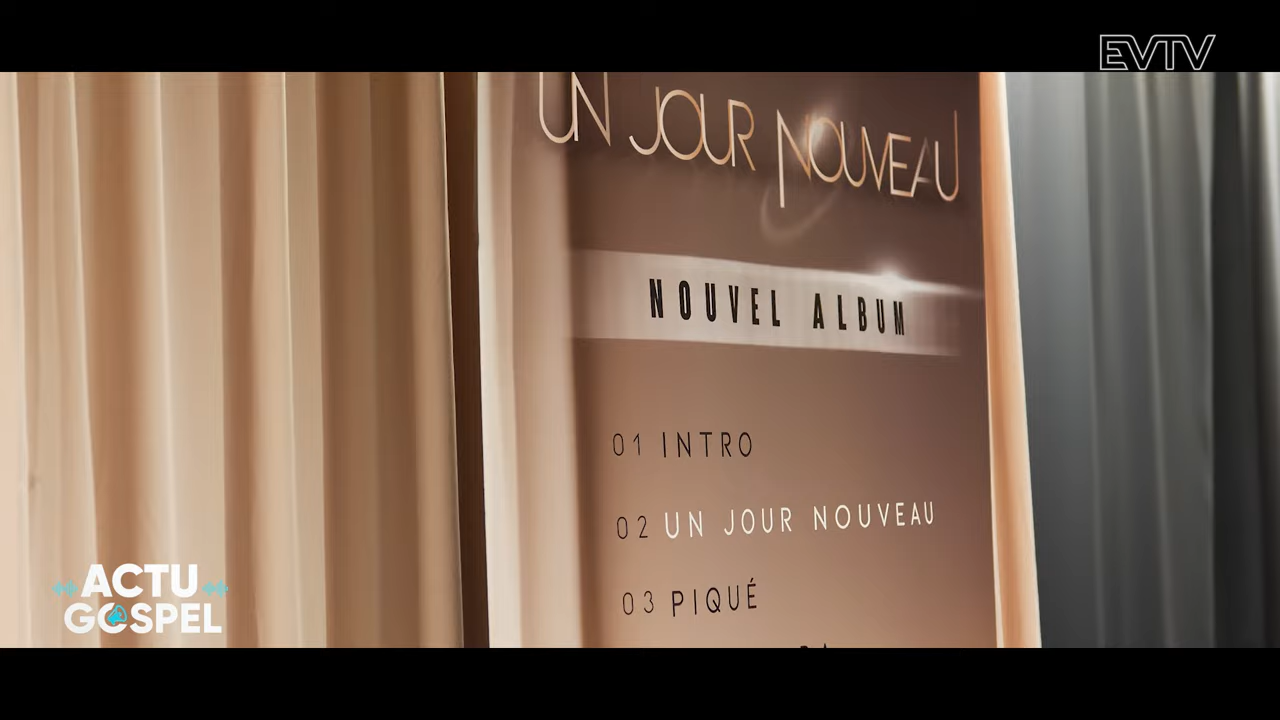 EVTV
UN JOUR NOUVEAU
NOUVEL ALBUM
01 INTRO
02 UN JOUR NOUVEAU
03 PIQUÉ
ACTU
GOSPEL